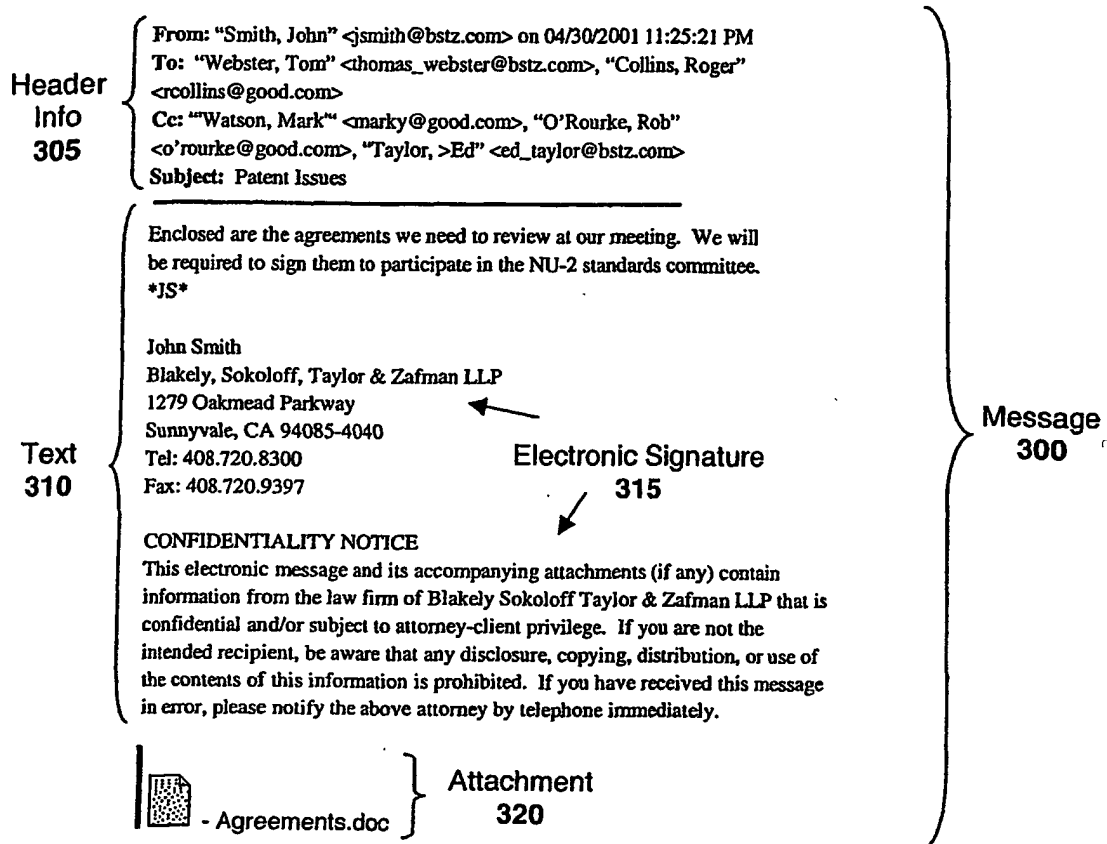 From: “Smith, John” <jsmith@bstz.com> on 04/30/2001 11:25:21 PM
To: “Webster, Tom” <thomas_webster@bstz.com>, “Collins, Roger”
<rcollins@good.com>
Cc: “'Watson, Mark'” <marky@good.com>, “O'Rourke, Rob”
<o'rourke@good.com>, “Taylor, >Ed” <ed_taylor@bstz.com>
Subject: Patent Issues
Header
Info
305
Enclosed are the agreements we need to review at our meeting. We will
be required to sign them to participate in the NU-2 standards committee.
*JS*
John Smith
Blakely, Sokoloff, Taylor & Zafman LLP
1279 Oakmead Parkway
Sunnyvale, CA 94085-4040
Tel: 408.720.8300
Fax: 408.720.9397
Electronic Signature
315
Text
310
Message
300
CONFIDENTIALITY NOTICE
This electronic message and its accompanying attachments (if any) contain
information from the law firm of Blakely Sokoloff Taylor & Zafman LLP that is
confidential and/or subject to attorney-client privilege. If you are not the
intended recipient, be aware that any disclosure, copying, distribution, or use of
the contents of this information is prohibited. If you have received this message
in error, please notify the above attorney by telephone immediately.
- Agreements.doc
Attachment
320